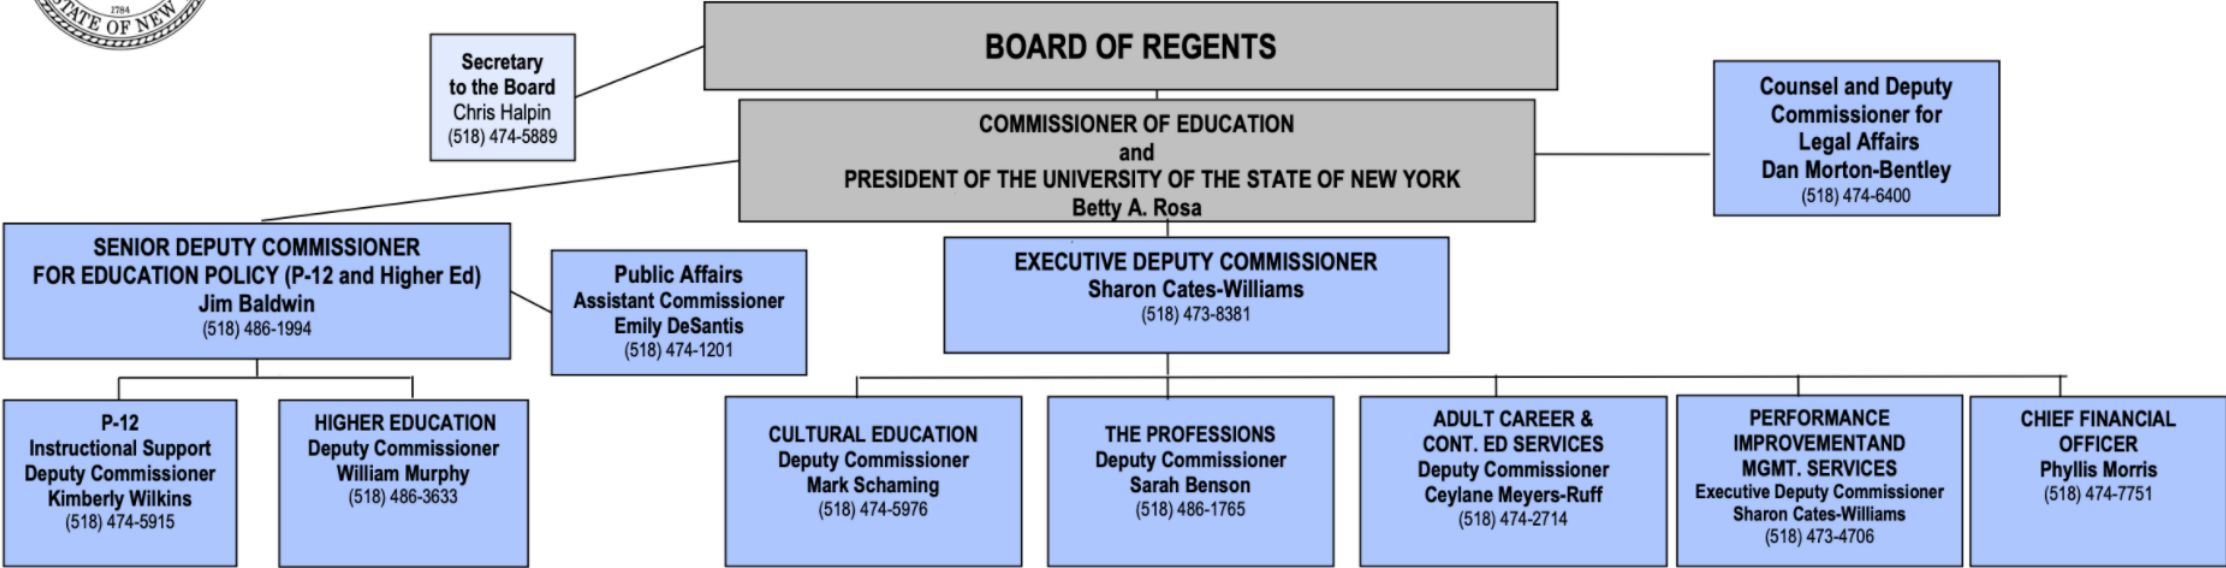 1784
STATE OF NEW
BOARD OF REGENTS
Secretary
to the Board
Chris Halpin
(518) 474-5889
COMMISSIONER OF EDUCATION
and
PRESIDENT OF THE UNIVERSITY OF THE STATE OF NEW YORK
Betty A. Rosa
Counsel and Deputy
Commissioner for
Legal Affairs
Dan Morton-Bentley
(518) 474-6400
SENIOR DEPUTY COMMISSIONER
FOR EDUCATION POLICY (P-12 and Higher Ed)
Jim Baldwin
(518) 486-1994
Public Affairs
Assistant Commissioner
Emily DeSantis
(518) 474-1201
EXECUTIVE DEPUTY COMMISSIONER
Sharon Cates-Williams
(518) 473-8381
P-12
Instructional Support
Deputy Commissioner
Kimberly Wilkins
(518) 474-5915
HIGHER EDUCATION
Deputy Commissioner
William Murphy
(518) 486-3633
CULTURAL EDUCATION
Deputy Commissioner
Mark Schaming
(518) 474-5976
THE PROFESSIONS
Deputy Commissioner
Sarah Benson
(518) 486-1765
ADULT CAREER &
CONT. ED SERVICES
Deputy Commissioner
Ceylane Meyers-Ruff
(518) 474-2714
PERFORMANCE
IMPROVEMENTAND
MGMT. SERVICES
Executive Deputy Commissioner
Sharon Cates-Williams
(518) 473-4706
CHIEF FINANCIAL
OFFICER
Phyllis Morris
(518) 474-7751